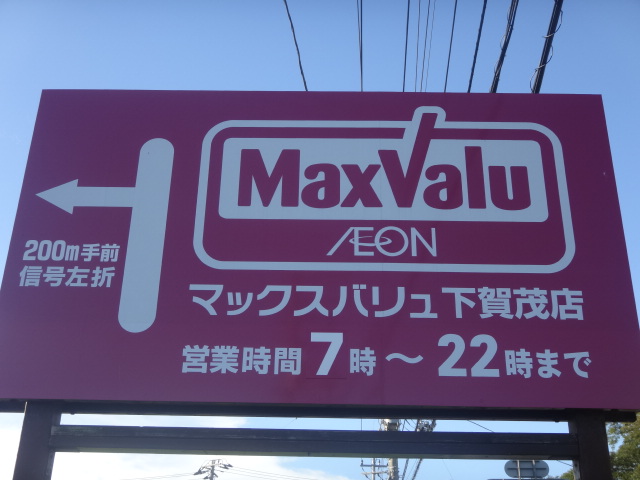 MaxValu
ÆON
マックスバリュ下賀茂店
営業時間 7時～22時まで
200m手前
信号左折